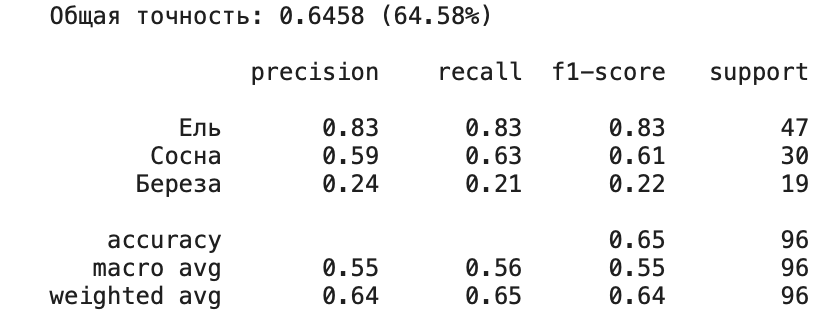 Общая точность: 0.6458 (64.58%)
precision recall f1-score support
Ель 0.83 0.83 0.83 47
Сосна 0.59 0.63 0.61 30
Береза 0.24 0.21 0.22 19
accuracy 0.65 96
macro avg 0.55 0.56 0.55 96
weighted avg 0.64 0.65 0.64 96